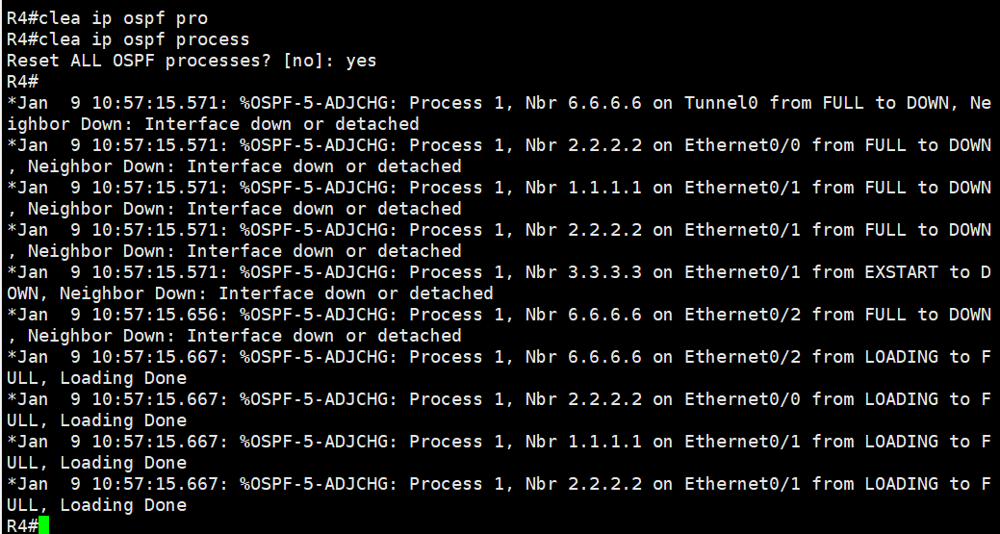 R4#clea ip ospf pro
R4#clea ip ospf process
Reset ALL OSPF processes? [no]: yes
R4#
*Jan  9 10:57:15.571: %OSPF-5-ADJCHG: Process 1, Nbr 6.6.6.6 on Tunnel0 from FULL to DOWN, Ne
ighbor Down: Interface down or detached
*Jan  9 10:57:15.571: %OSPF-5-ADJCHG: Process 1, Nbr 2.2.2.2 on Ethernet0/0 from FULL to DOWN
, Neighbor Down: Interface down or detached
*Jan  9 10:57:15.571: %OSPF-5-ADJCHG: Process 1, Nbr 1.1.1.1 on Ethernet0/1 from FULL to DOWN
, Neighbor Down: Interface down or detached
*Jan  9 10:57:15.571: %OSPF-5-ADJCHG: Process 1, Nbr 2.2.2.2 on Ethernet0/1 from FULL to DOWN
, Neighbor Down: Interface down or detached
*Jan  9 10:57:15.571: %OSPF-5-ADJCHG: Process 1, Nbr 3.3.3.3 on Ethernet0/1 from EXSTART to D
OWN, Neighbor Down: Interface down or detached
*Jan  9 10:57:15.656: %OSPF-5-ADJCHG: Process 1, Nbr 6.6.6.6 on Ethernet0/2 from FULL to DOWN
, Neighbor Down: Interface down or detached
*Jan  9 10:57:15.667: %OSPF-5-ADJCHG: Process 1, Nbr 6.6.6.6 on Ethernet0/2 from LOADING to F
ULL, Loading Done
*Jan  9 10:57:15.667: %OSPF-5-ADJCHG: Process 1, Nbr 2.2.2.2 on Ethernet0/0 from LOADING to F
ULL, Loading Done
*Jan  9 10:57:15.667: %OSPF-5-ADJCHG: Process 1, Nbr 1.1.1.1 on Ethernet0/1 from LOADING to F
ULL, Loading Done
*Jan  9 10:57:15.667: %OSPF-5-ADJCHG: Process 1, Nbr 2.2.2.2 on Ethernet0/1 from LOADING to F
ULL, Loading Done
R4#